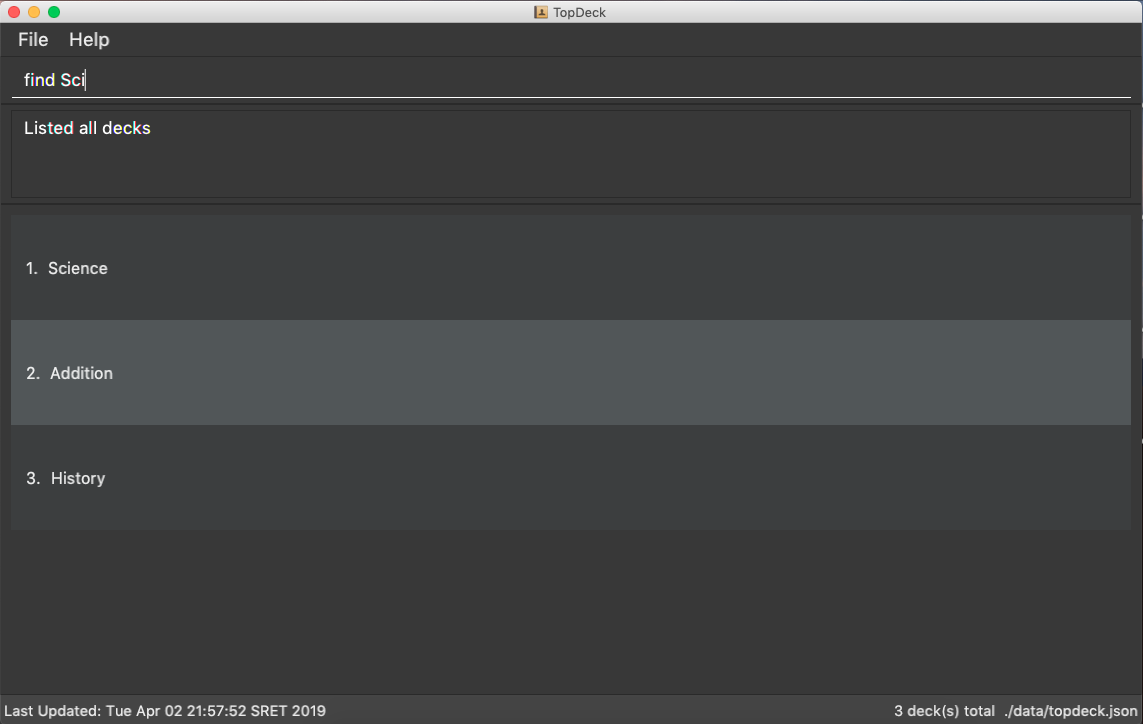 TopDeck
File Help
find Sci
Listed all decks
1. Science
2. Addition
3. History
Last Updated: Tue Apr 02 21:57:52 SRET 2019 3 deck(s) total ./data/topdeck.json